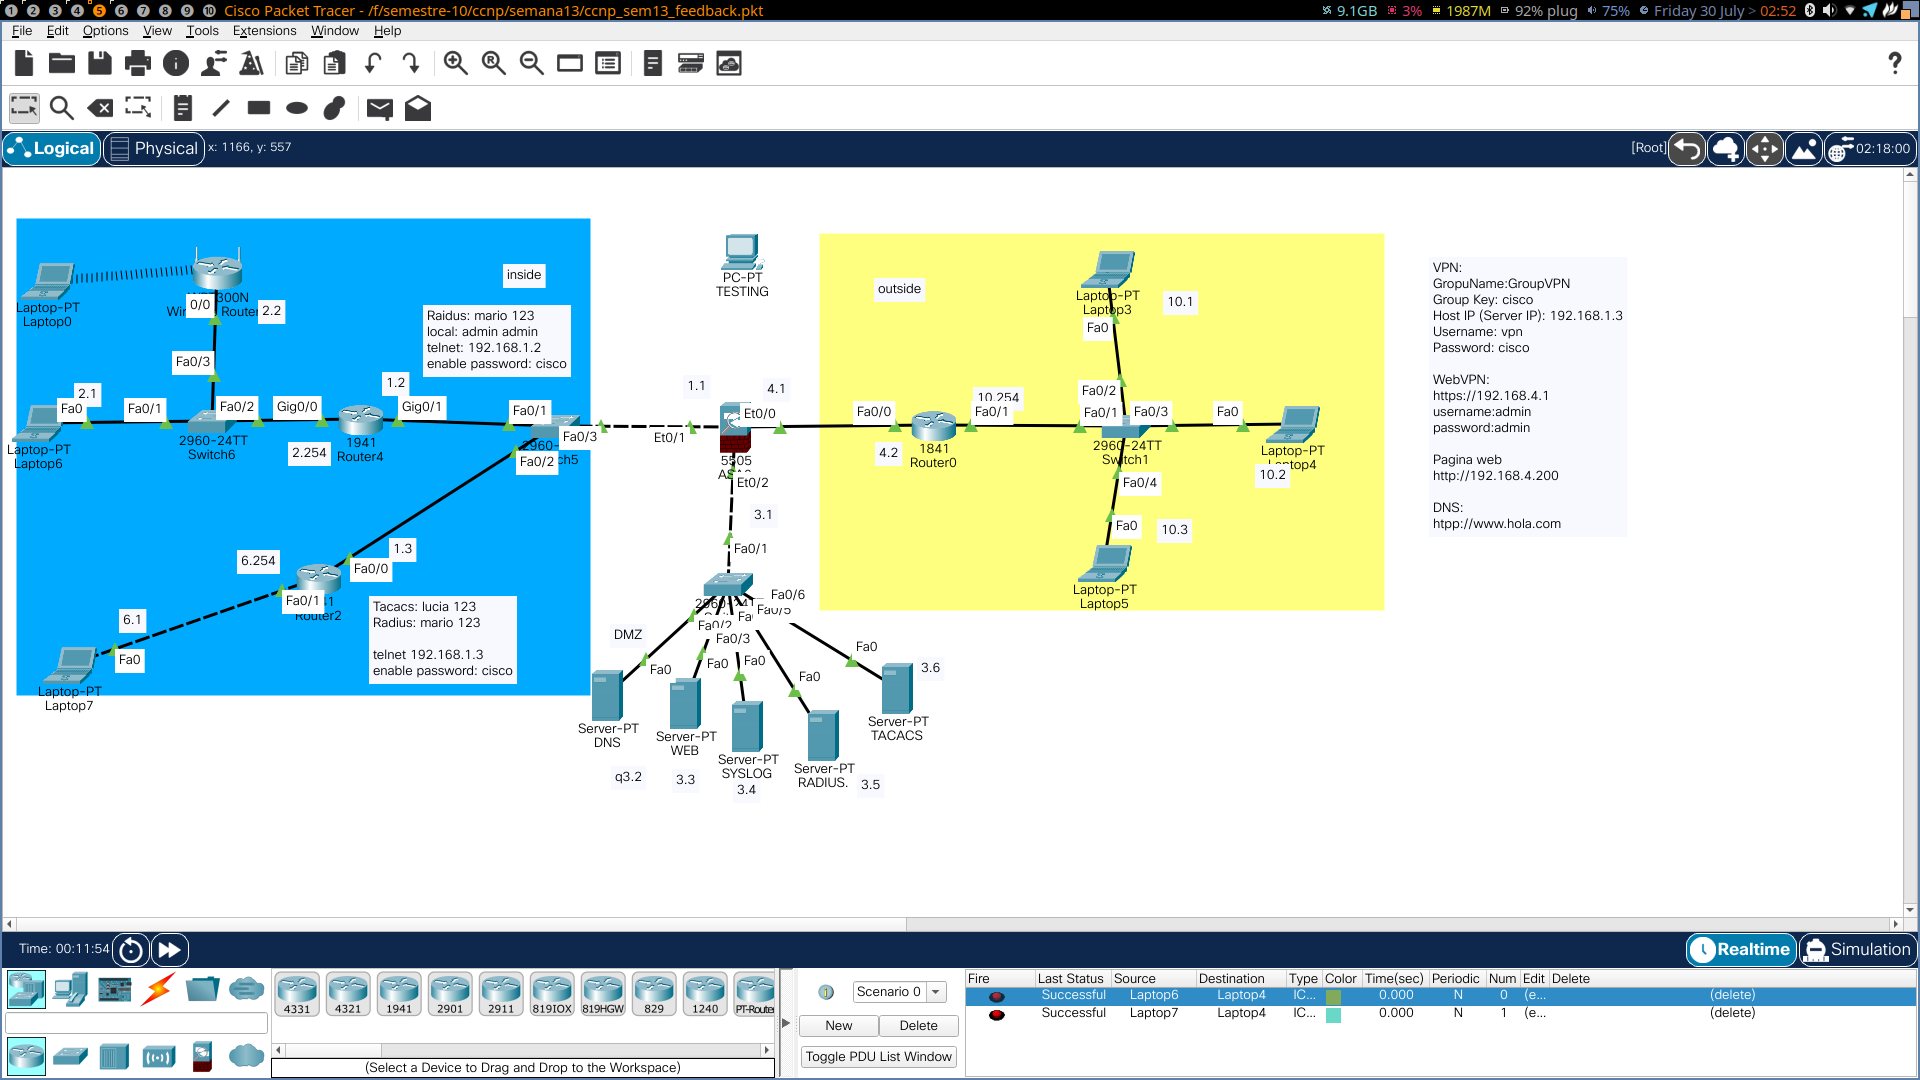 1 2 3 4 5 6 7 8 9 10 Cisco Packet Tracer - /f/semestre-10/ccnp/semana13/ccnp_sem13_feedback.pkt 9.1GB 3% 1987M 92% plug 75% Friday 30 July > 02:52
File Edit Options View Tools Extensions Window Help
Logical Physical x: 1166, y: 557 [Root] 02:18:00
Laptop-PT
Laptop0
300N
Router
0/0
2.2
Fa0/3
inside
Raidus: mario 123
local: admin admin
telnet: 192.168.1.2
enable password: cisco
2.1
Fa0
Laptop-PT
Laptop6
Fa0/1
Fa0/2
2960-24TT
Switch6
Gig0/0
2.254
1.2
1941
Router4
Gig0/1
Fa0/1
Fa0/3
Fa0/2
1.3
Fa0/0
6.254
Fa0/1
Router2
6.1
Fa0
Laptop-PT
Laptop7
Tacacs: lucia 123
Radius: mario 123
telnet 192.168.1.3
enable password: cisco
PC-PT
TESTING
1.1
4.1
Et0/1
Et0/0
5505
Et0/2
3.1
Fa0/1
Fa0/6
Fa0/5
Fa0/2
Fa0/3
DMZ
Fa0
Fa0
Fa0
Fa0
Fa0
Server-PT
DNS
q3.2
Server-PT
WEB
3.3
Server-PT
SYSLOG
3.4
Server-PT
RADIUS.
3.5
Server-PT
TACACS
3.6
outside
Fa0/0
4.2
1841
Router0
10.254
Fa0/1
Laptop-PT
Laptop3
10.1
Fa0
Fa0/2
Fa0/1
Fa0/3
2960-24TT
Switch1
Fa0/4
Fa0
Laptop-PT
Laptop4
10.2
Fa0
10.3
Laptop-PT
Laptop5
VPN:
GropuName:GroupVPN
Group Key: cisco
Host IP (Server IP): 192.168.1.3
Username: vpn
Password: cisco
WebVPN:
https://192.168.4.1
username:admin
password:admin
Pagina web
http://192.168.4.200
DNS:
htpp://www.hola.com
Time: 00:11:54 Realtime Simulation
4331 4321 1941 2901 2911 819IOX 819HGW 829 1240 PT-Router
(Select a Device to Drag and Drop to the Workspace)
Scenario 0
New Delete
Toggle PDU List Window
Fire Last Status Source Destination Type Color Time(sec) Periodic Num Edit Delete
Successful Laptop6 Laptop4 IC... 0.000 N 0 (e... (delete)
Successful Laptop7 Laptop4 IC... 0.000 N 1 (e... (delete)